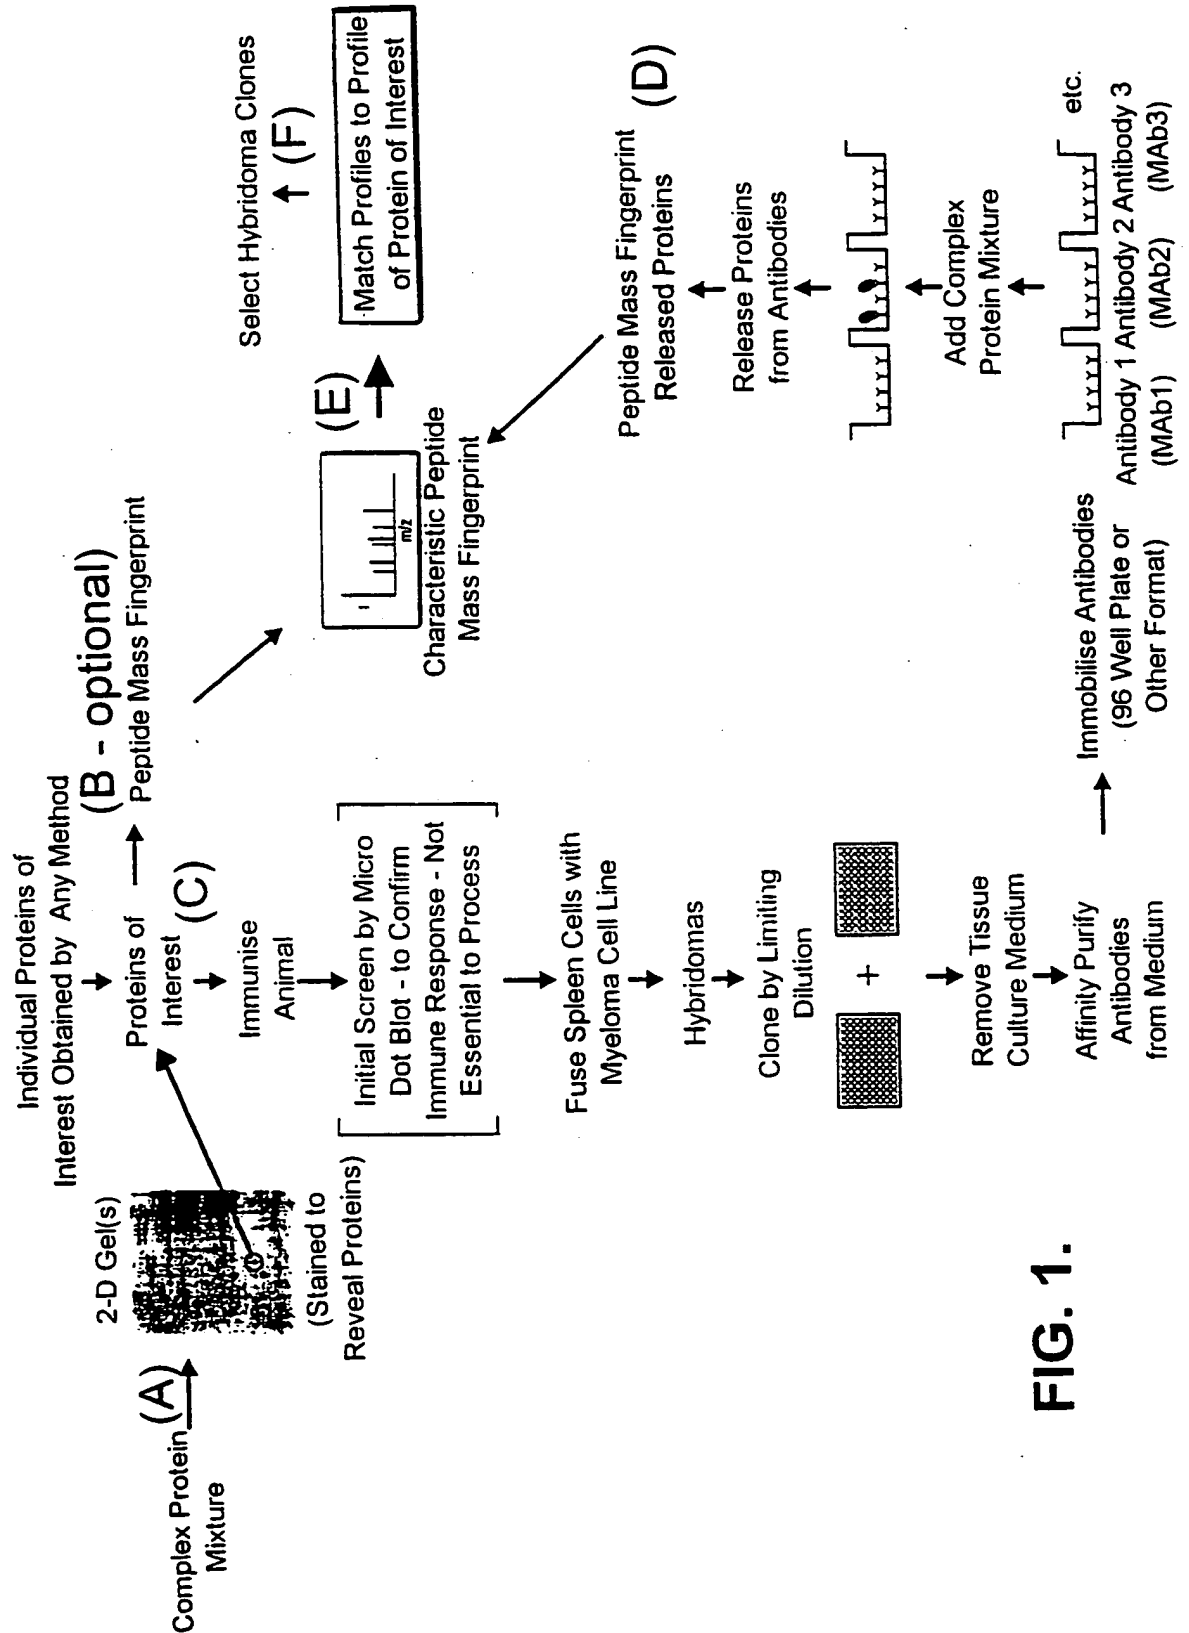 Complex Protein
Mixture
(A)
2-D Gel(s)
(Stained to
Reveal Proteins)
Individual Proteins of
Interest Obtained by Any Method
Proteins of
Interest
(C)
(B - optional)
Peptide Mass Fingerprint
Immunise
Animal
Initial Screen by Micro
Dot Blot - to Confirm
Immune Response - Not
Essential to Process
Fuse Spleen Cells with
Myeloma Cell Line
Hybridomas
Clone by Limiting
Dilution
+
Remove Tissue
Culture Medium
Affinity Purify
Antibodies
from Medium
Immobilise Antibodies
(96 Well Plate or
Other Format)
etc.
Antibody 1 Antibody 2 Antibody 3
(MAb1) (MAb2) (MAb3)
Add Complex
Protein Mixture
Release Proteins
from Antibodies
Peptide Mass Fingerprint
Released Proteins
(D)
m/z
Characteristic Peptide
Mass Fingerprint
(E)
Match Profiles to Profile
of Protein of Interest
(F)
Select Hybridoma Clones
FIG. 1.